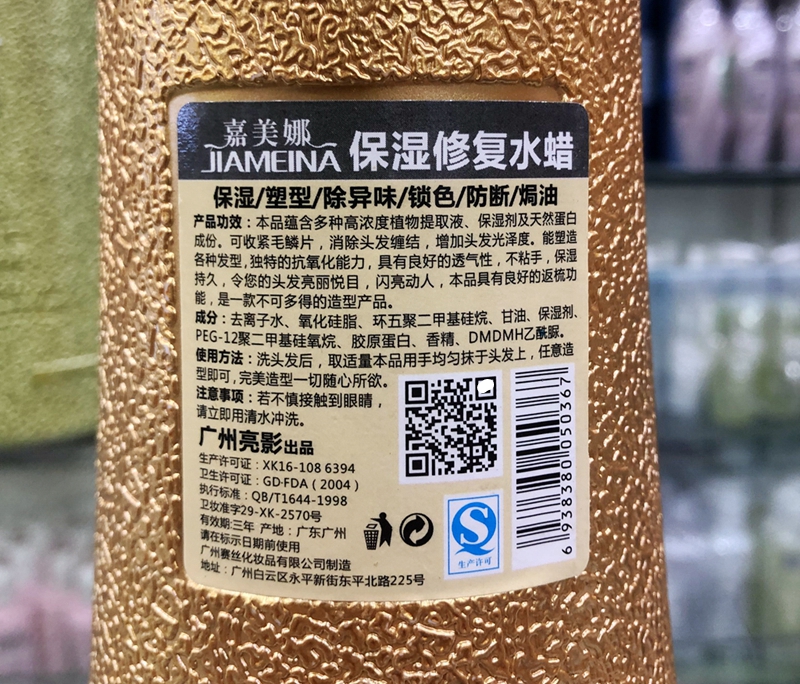 嘉美娜
JIAMEINA 保湿修复水蜡
保湿/塑型/除异味/锁色/防断/焗油
产品功效：本品蕴含多种高浓度植物提取液、保湿剂及天然蛋白
成份。可收紧毛鳞片，消除头发缠结，增加头发光泽度。能塑造
各种发型,独特的抗氧化能力，具有良好的透气性，不粘手，保湿
持久，令您的头发亮丽悦目，闪亮动人，本品具有良好的返梳功
能，是一款不可多得的造型产品。
成分：去离子水、氧化硅脂、环五聚二甲基硅烷、甘油、保湿剂、
PEG-12聚二甲基硅氧烷、胶原蛋白、香精、DMDMH乙酰脲。
使用方法：洗头发后，取适量本品用手均匀抹于头发上，任意造
型即可,完美造型一切随心所欲。
注意事项：若不慎接触到眼睛，
请立即用清水冲洗。
广州亮影出品
生产许可证：XK16-108 6394
卫生许可证：GD·FDA（2004）
执行标准：QB/T1644-1998
卫妆准字29-XK-2570号
有效期:三年 产地：广东广州
请在标示日期前使用
广州赛丝化妆品有限公司制造
地址：广州白云区永平新街东平北路225号
生产许可
6 938380 050367